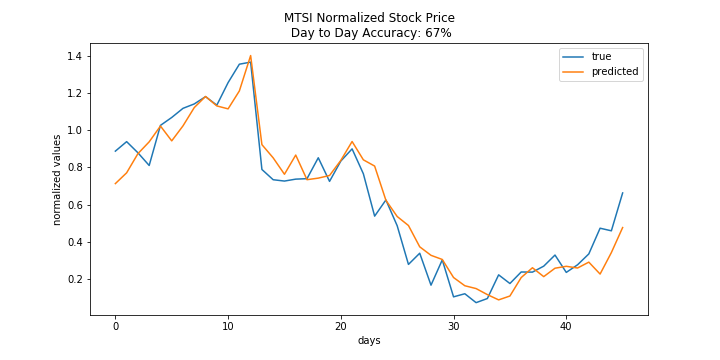 MTSI Normalized Stock Price
Day to Day Accuracy: 67%
true
predicted
normalized values
1.4
1.2
1.0
0.8
0.6
0.4
0.2
0
10
20
30
40
days